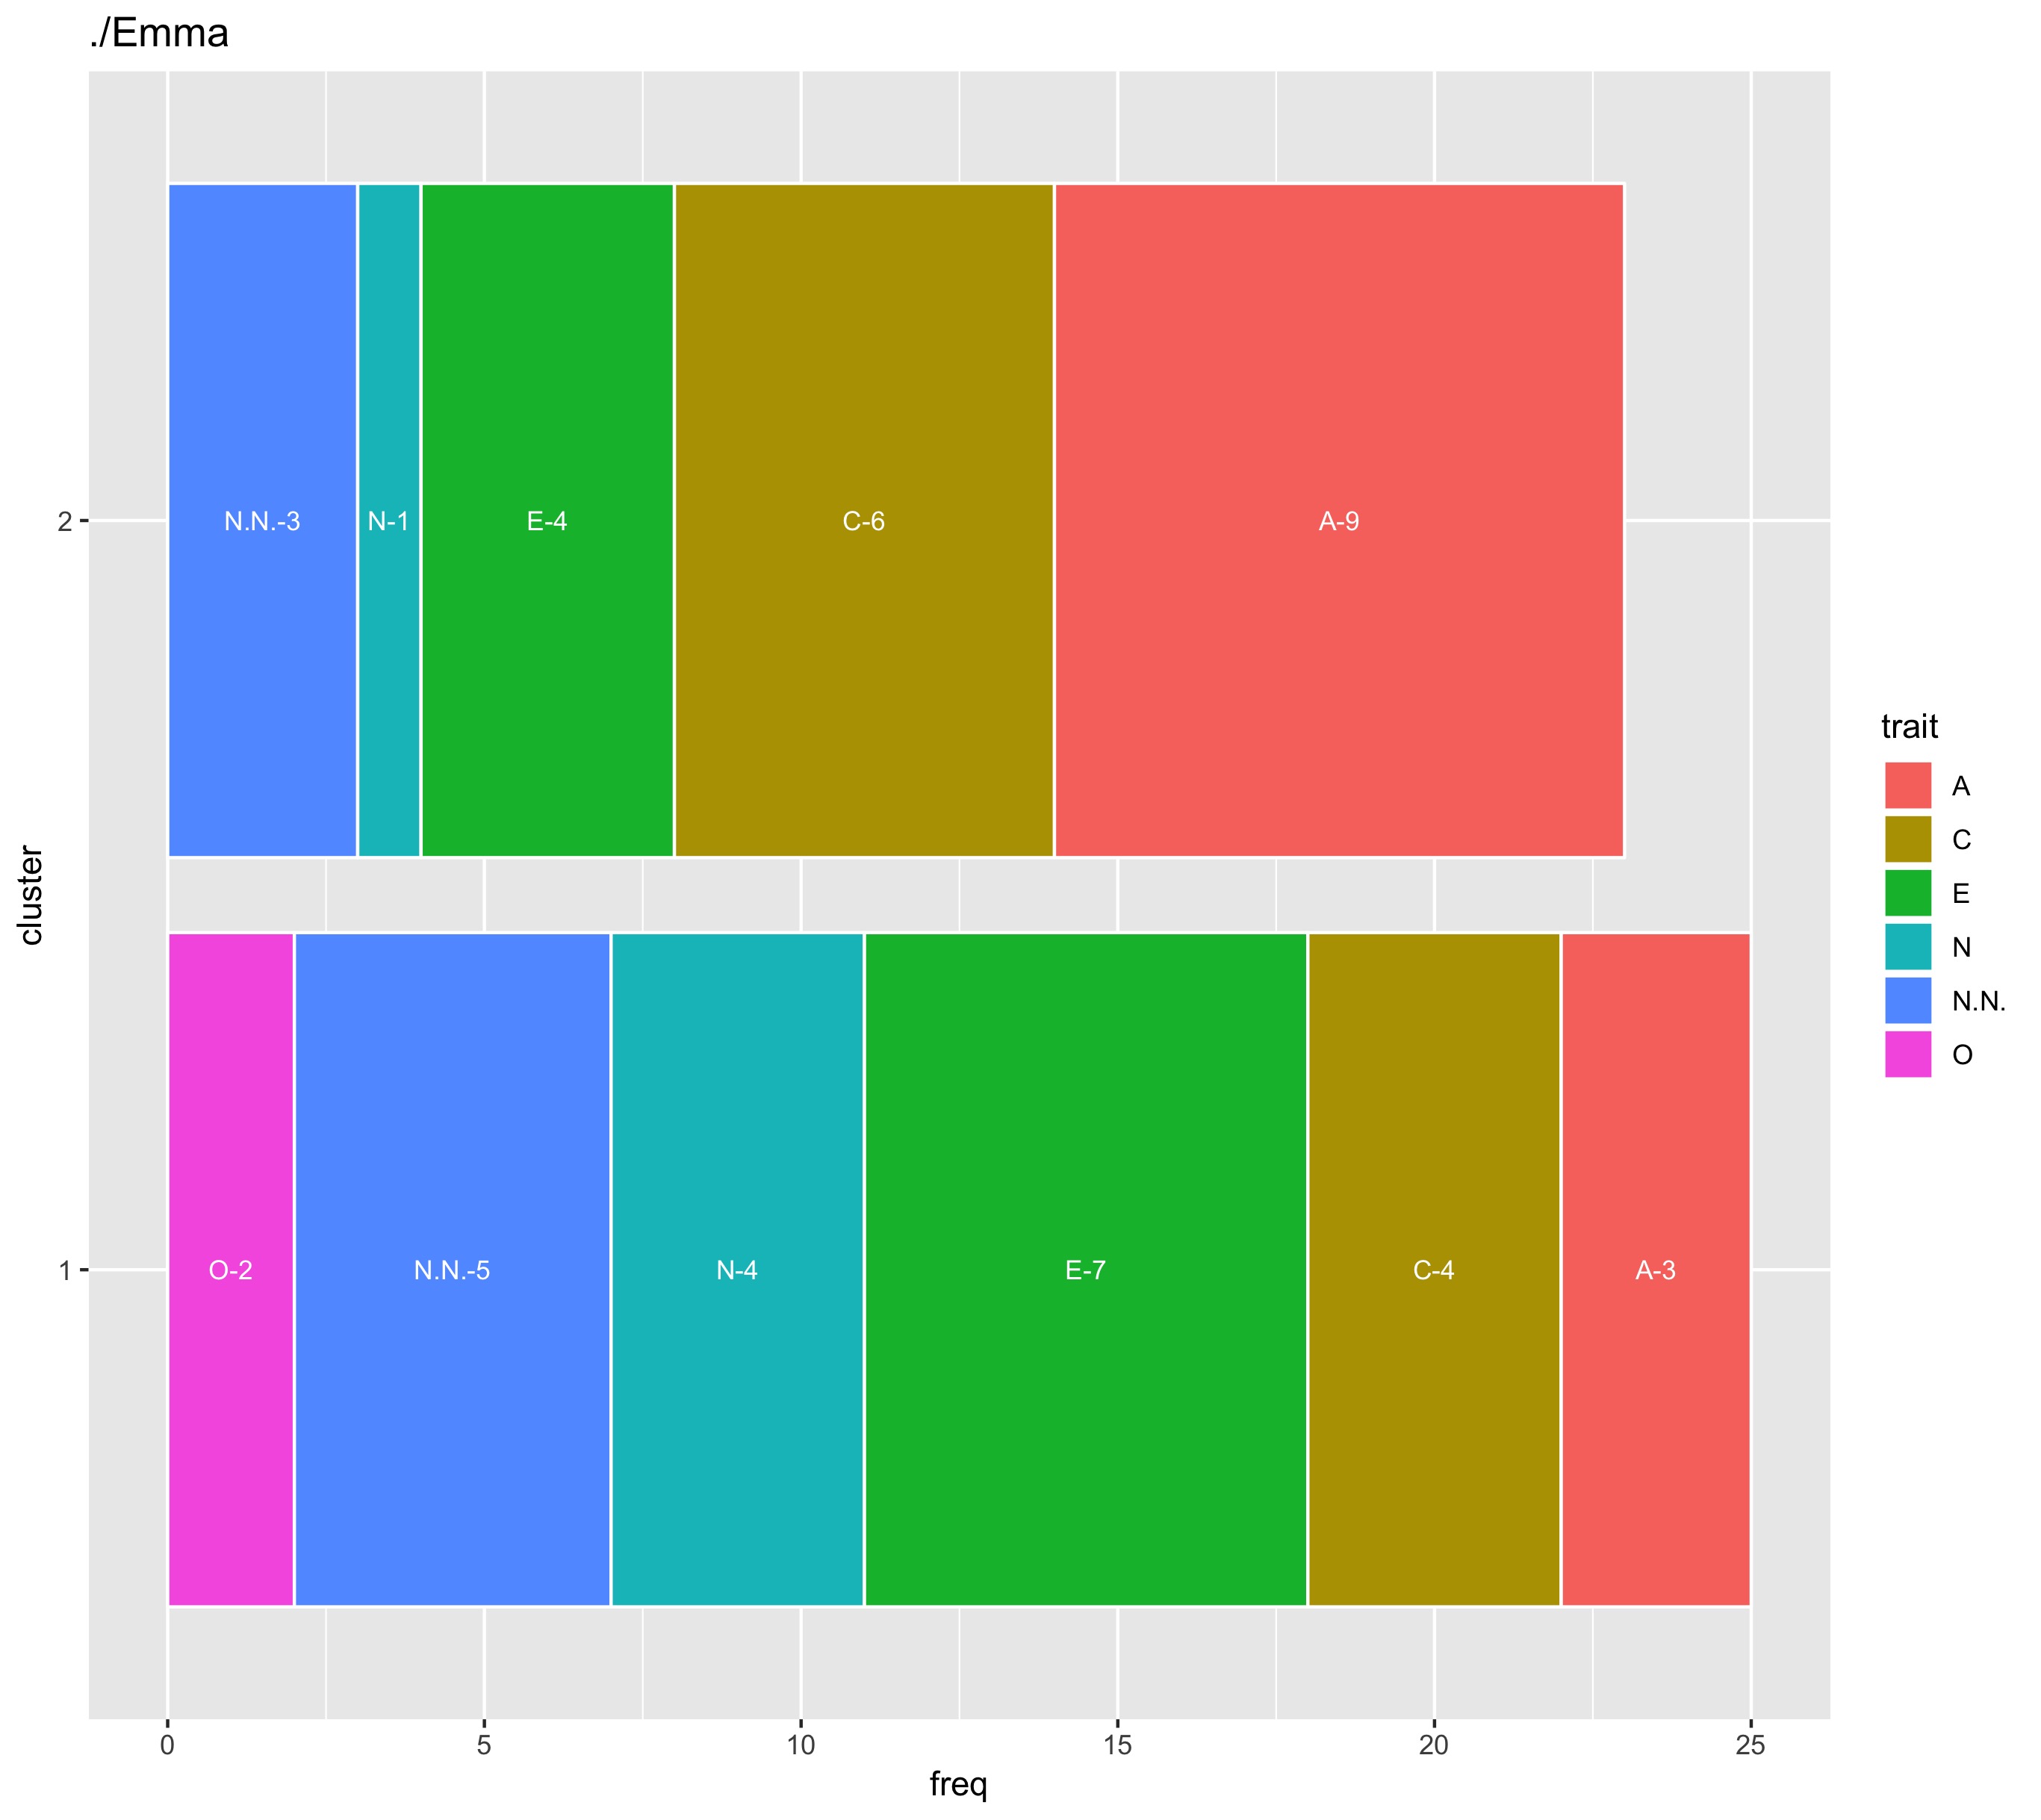 ./Emma
N.N.-3 N-1 E-4 C-6 A-9
2
cluster
trait
A
C
E
N
N.N.
O
O-2 N.N.-5 N-4 E-7 C-4 A-3
1
0 5 10 15 20 25
freq